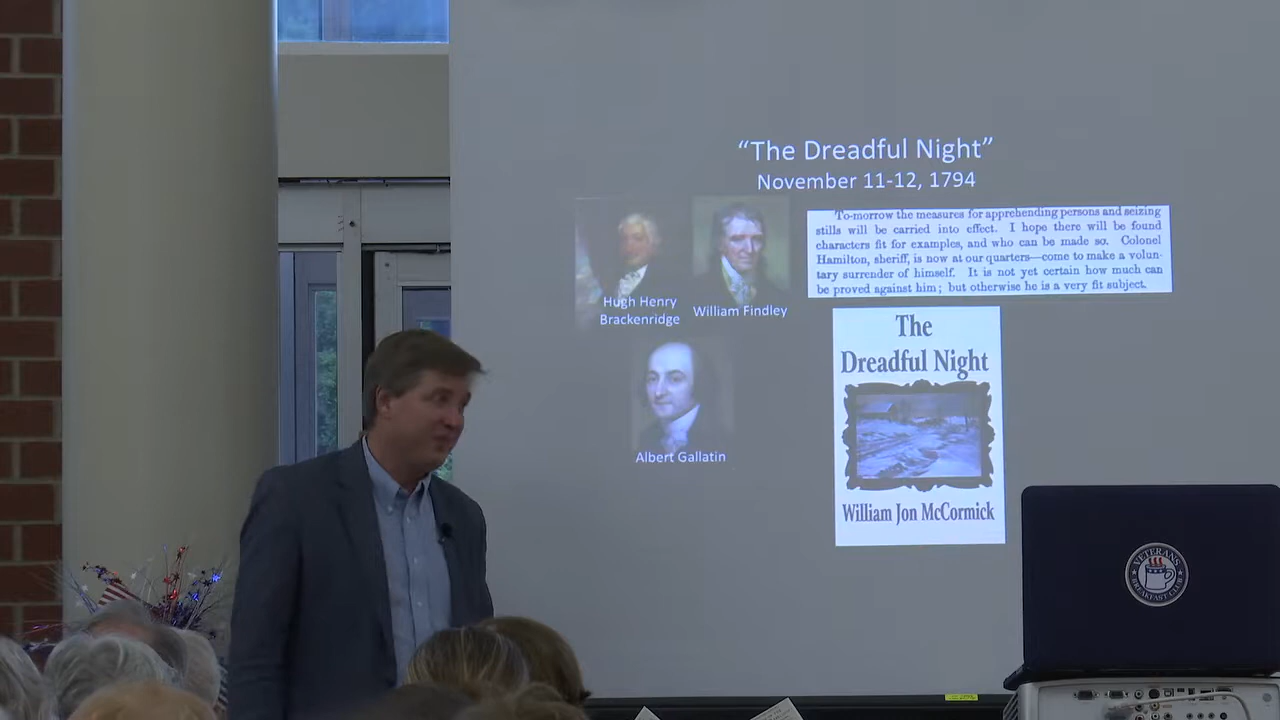 “The Dreadful Night”
November 11-12, 1794
To-morrow the measures for apprehending persons and seizing
stills will be carried into effect. I hope there will be found
characters fit for examples, and who can be made so. Colonel
Hamilton, sheriff, is now at our quarters—come to make a volun-
tary surrender of himself. It is not yet certain how much can
be proved against him; but otherwise he is a very fit subject.
Hugh Henry
Brackenridge
William Findley
Albert Gallatin
The
Dreadful Night
William Jon McCormick
VETERANS
BREAKFAST CLUB